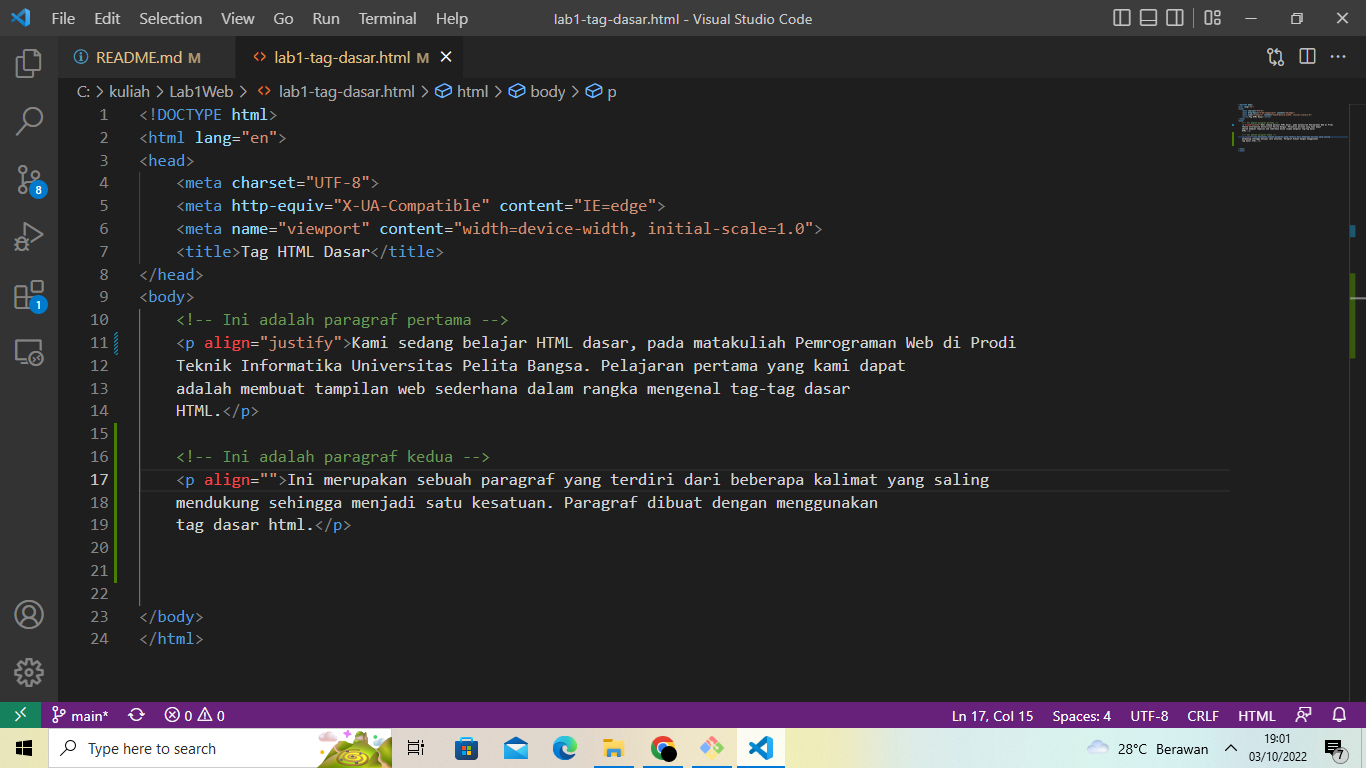 File Edit Selection View Go Run Terminal Help lab1-tag-dasar.html - Visual Studio Code
README.md M lab1-tag-dasar.html M
C: > kuliah > Lab1Web > lab1-tag-dasar.html > html > body > p
1 <!DOCTYPE html>
2 <html lang="en">
3 <head>
4 <meta charset="UTF-8">
5 <meta http-equiv="X-UA-Compatible" content="IE=edge">
6 <meta name="viewport" content="width=device-width, initial-scale=1.0">
7 <title>Tag HTML Dasar</title>
8 </head>
9 <body>
10 <!-- Ini adalah paragraf pertama -->
11 <p align="justify">Kami sedang belajar HTML dasar, pada matakuliah Pemrograman Web di Prodi
12 Teknik Informatika Universitas Pelita Bangsa. Pelajaran pertama yang kami dapat
13 adalah membuat tampilan web sederhana dalam rangka mengenal tag-tag dasar
14 HTML.</p>
15
16 <!-- Ini adalah paragraf kedua -->
17 <p align="">Ini merupakan sebuah paragraf yang terdiri dari beberapa kalimat yang saling
18 mendukung sehingga menjadi satu kesatuan. Paragraf dibuat dengan menggunakan
19 tag dasar html.</p>
20
21
22
23 </body>
24 </html>
8
1
main* 0 0 Ln 17, Col 15 Spaces: 4 UTF-8 CRLF HTML
Type here to search 28°C Berawan 19:01
03/10/2022
7